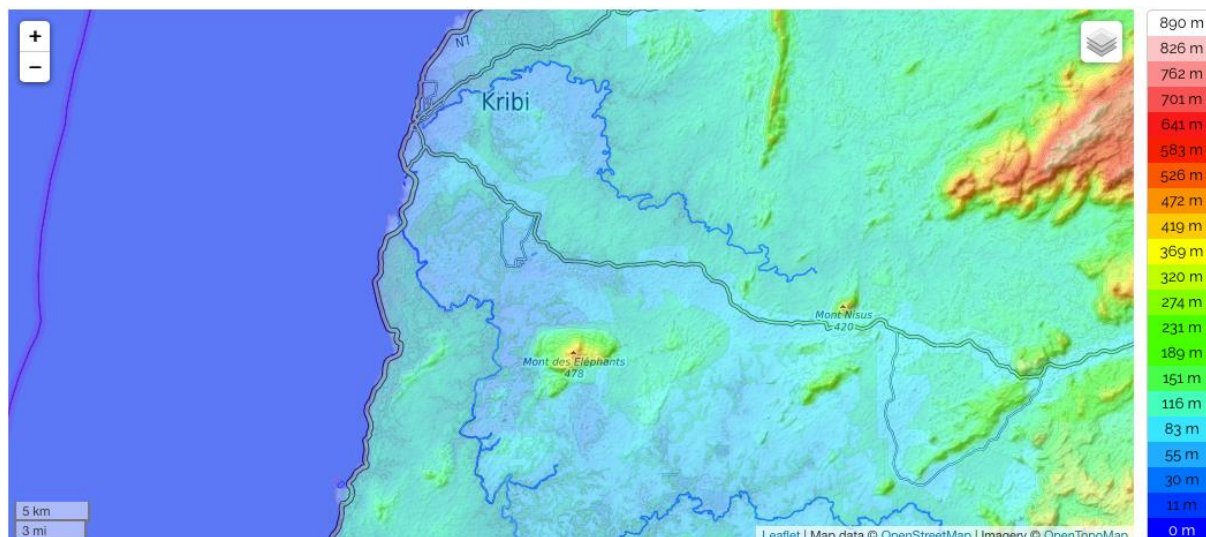 +
−
N7
Kribi
Mont Nisus
420
Mont des Éléphants
478
5 km
3 mi
Leaflet | Map data © OpenStreetMap | Imagery © OpenTopoMap
890 m
826 m
762 m
701 m
641 m
583 m
526 m
472 m
419 m
369 m
320 m
274 m
231 m
189 m
151 m
116 m
83 m
55 m
30 m
11 m
0 m